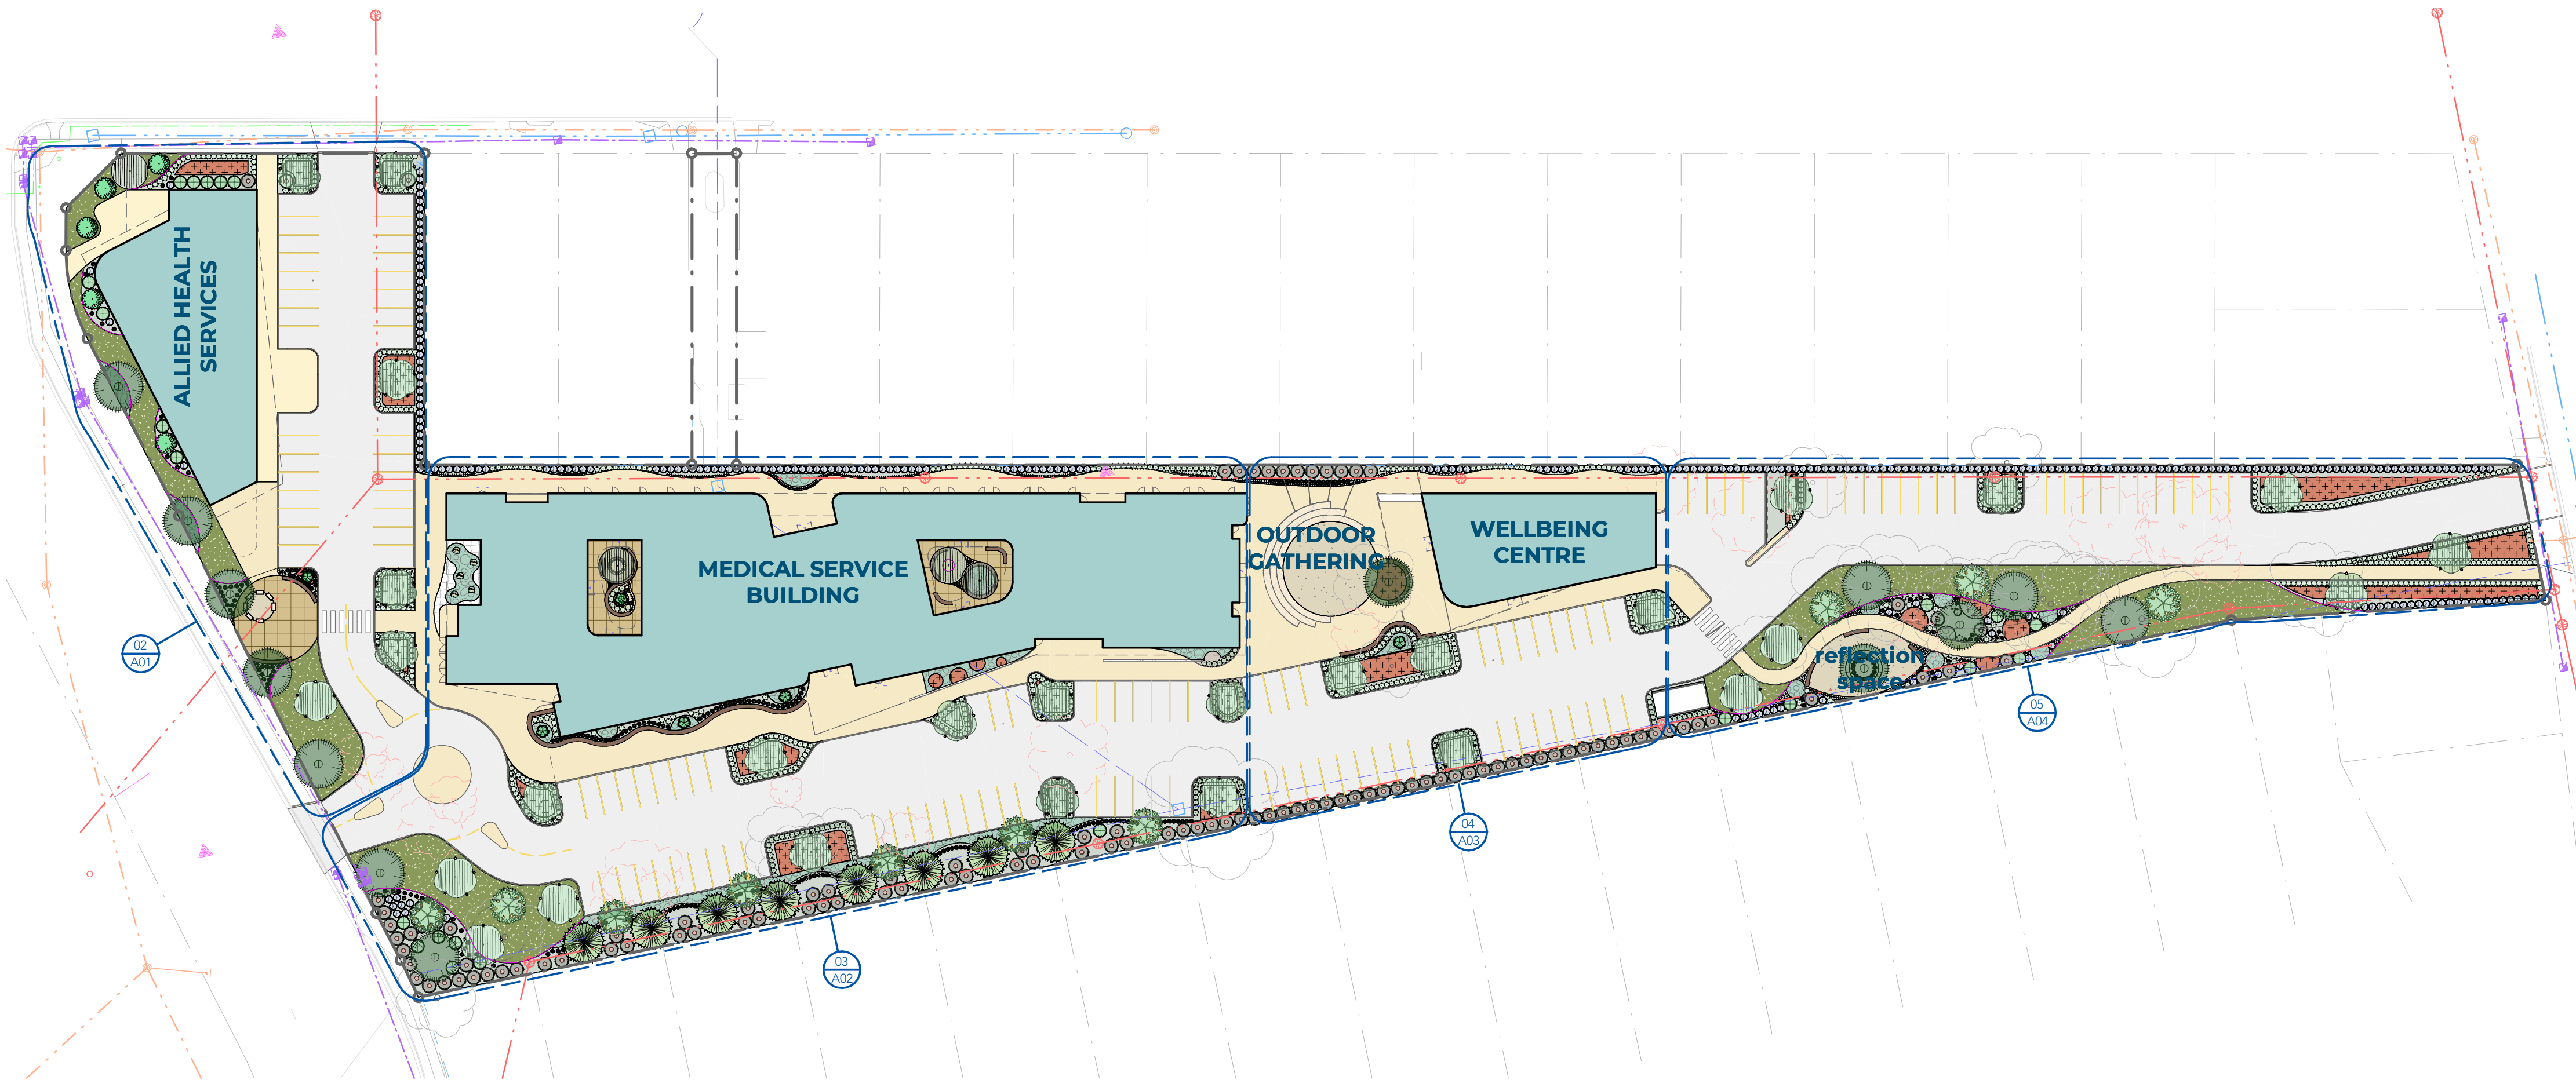 ALLIED HEALTH
SERVICES
MEDICAL SERVICE
BUILDING
OUTDOOR
GATHERING
WELLBEING
CENTRE
reflection
space
02
A01
03
A02
04
A03
05
A04